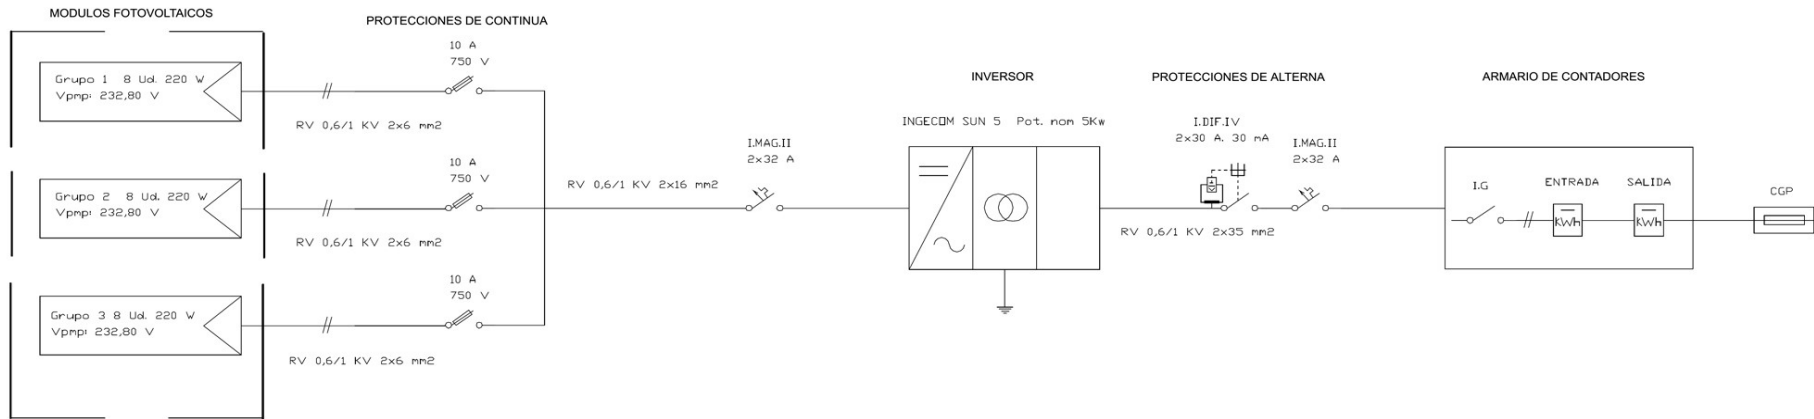 MODULOS FOTOVOLTAICOS
Grupo 1 8 Ud. 220 W
Vpmp: 232,80 V
Grupo 2 8 Ud. 220 W
Vpmp: 232,80 V
Grupo 3 8 Ud. 220 W
Vpmp: 232,80 V
PROTECCIONES DE CONTINUA
10 A
750 V
RV 0,6/1 KV 2x6 mm2
10 A
750 V
RV 0,6/1 KV 2x6 mm2
10 A
750 V
RV 0,6/1 KV 2x6 mm2
RV 0,6/1 KV 2x16 mm2
I.MAG.II
2x32 A
INVERSOR
INGECOM SUN 5 Pot. nom 5Kw
PROTECCIONES DE ALTERNA
I.DIF.IV
2x30 A. 30 mA
I.MAG.II
2x32 A
RV 0,6/1 KV 2x35 mm2
ARMARIO DE CONTADORES
I.G
ENTRADA
KWh
SALIDA
KWh
CGP